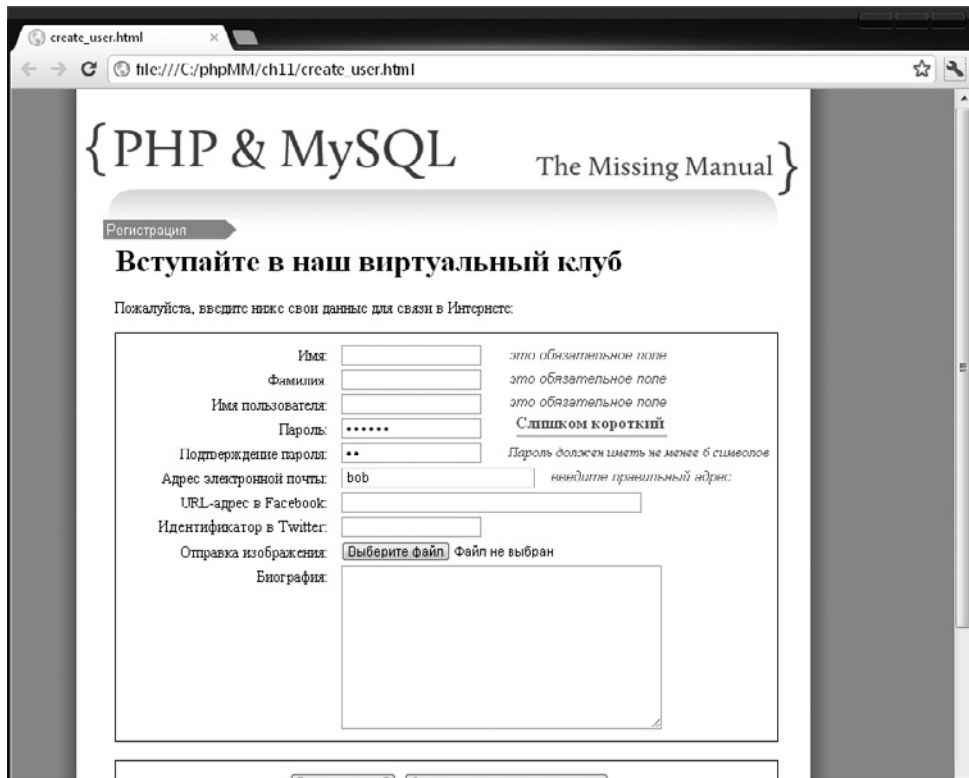 create_user.html ×
file:///C:/phpMM/ch11/create_user.html
{PHP & MySQL The Missing Manual}
Регистрация
Вступайте в наш виртуальный клуб
Пожалуйста, введите ниже свои данные для связи в Интернете:
Имя: это обязательное поле
Фамилия: это обязательное поле
Имя пользователя: это обязательное поле
Пароль: •••••• Слишком короткий
Подтверждение пароля: •• Пароль должен иметь не менее 6 символов
Адрес электронной почты: bob введите правильный адрес
URL-адрес в Facebook:
Идентификатор в Twitter:
Отправка изображения: Выберите файл Файл не выбран
Биография: